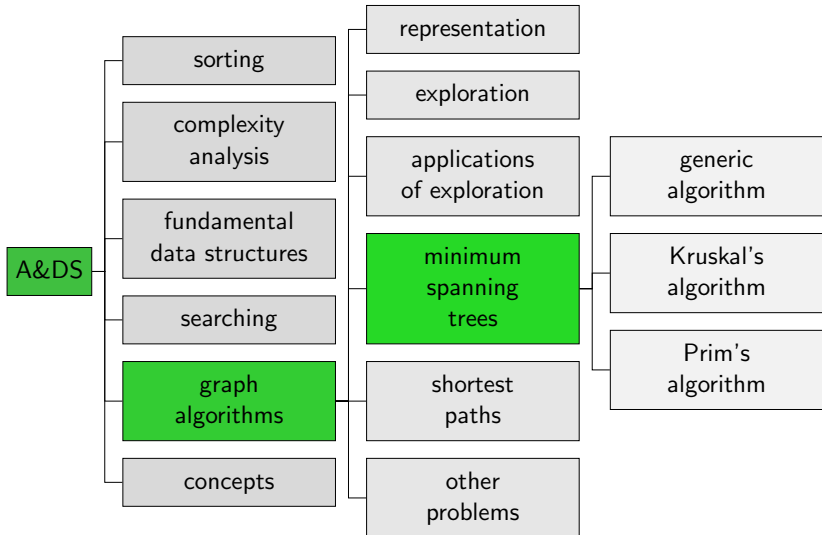 A&DS
sorting
complexity
analysis
fundamental
data structures
searching
graph
algorithms
concepts
representation
exploration
applications
of exploration
minimum
spanning
trees
shortest
paths
other
problems
generic
algorithm
Kruskal's
algorithm
Prim's
algorithm